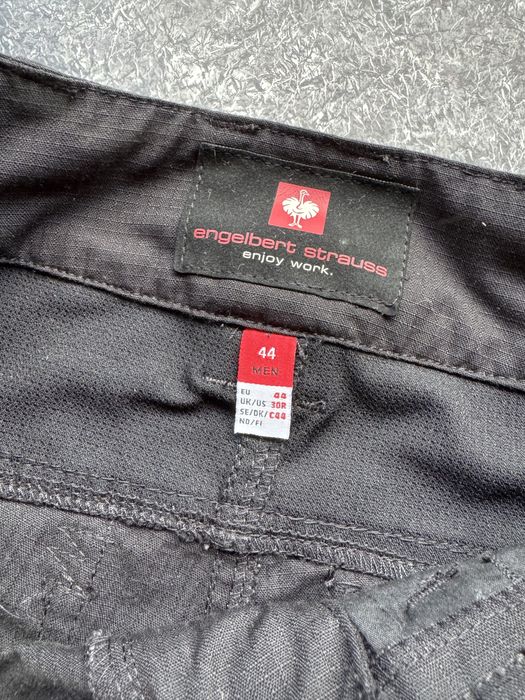 engelbert strauss
enjoy work.
44
MEN
EU 44
UK/US 30R
SE/DK/ C44
NO/FI